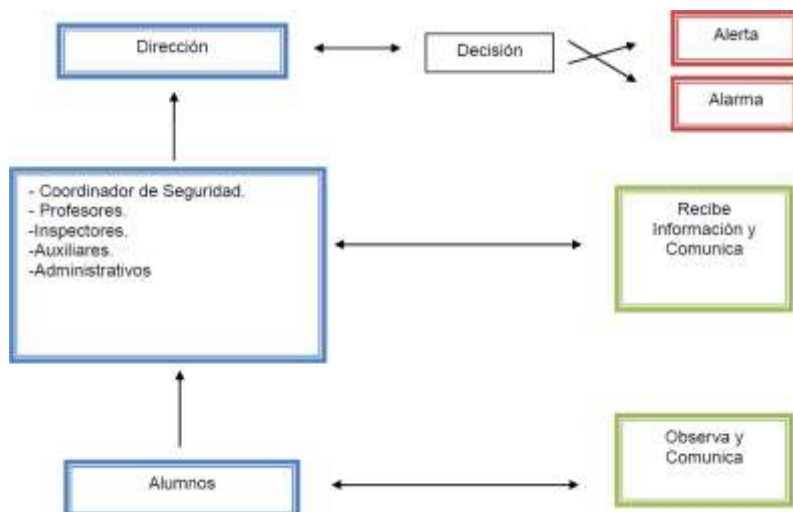 Dirección
Decisión
Alerta
Alarma
- Coordinador de Seguridad.
- Profesores.
-Inspectores.
-Auxiliares.
-Administrativos
Recibe
Información y
Comunica
Observa y
Comunica
Alumnos